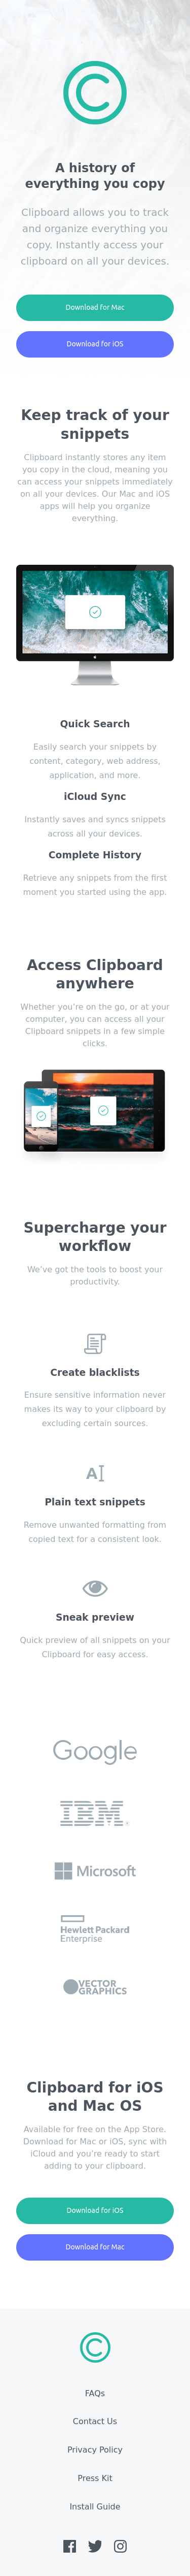 A history of
everything you copy
Clipboard allows you to track
and organize everything you
copy. Instantly access your
clipboard on all your devices.
Download for Mac
Download for iOS
Keep track of your
snippets
Clipboard instantly stores any item
you copy in the cloud, meaning you
can access your snippets immediately
on all your devices. Our Mac and iOS
apps will help you organize
everything.
Quick Search
Easily search your snippets by
content, category, web address,
application, and more.
iCloud Sync
Instantly saves and syncs snippets
across all your devices.
Complete History
Retrieve any snippets from the first
moment you started using the app.
Access Clipboard
anywhere
Whether you’re on the go, or at your
computer, you can access all your
Clipboard snippets in a few simple
clicks.
Supercharge your
workflow
We’ve got the tools to boost your
productivity.
Create blacklists
Ensure sensitive information never
makes its way to your clipboard by
excluding certain sources.
A
Plain text snippets
Remove unwanted formatting from
copied text for a consistent look.
Sneak preview
Quick preview of all snippets on your
Clipboard for easy access.
Google
IBM
Microsoft
Hewlett Packard
Enterprise
VECTOR
GRAPHICS
Clipboard for iOS
and Mac OS
Available for free on the App Store.
Download for Mac or iOS, sync with
iCloud and you’re ready to start
adding to your clipboard.
Download for iOS
Download for Mac
FAQs
Contact Us
Privacy Policy
Press Kit
Install Guide